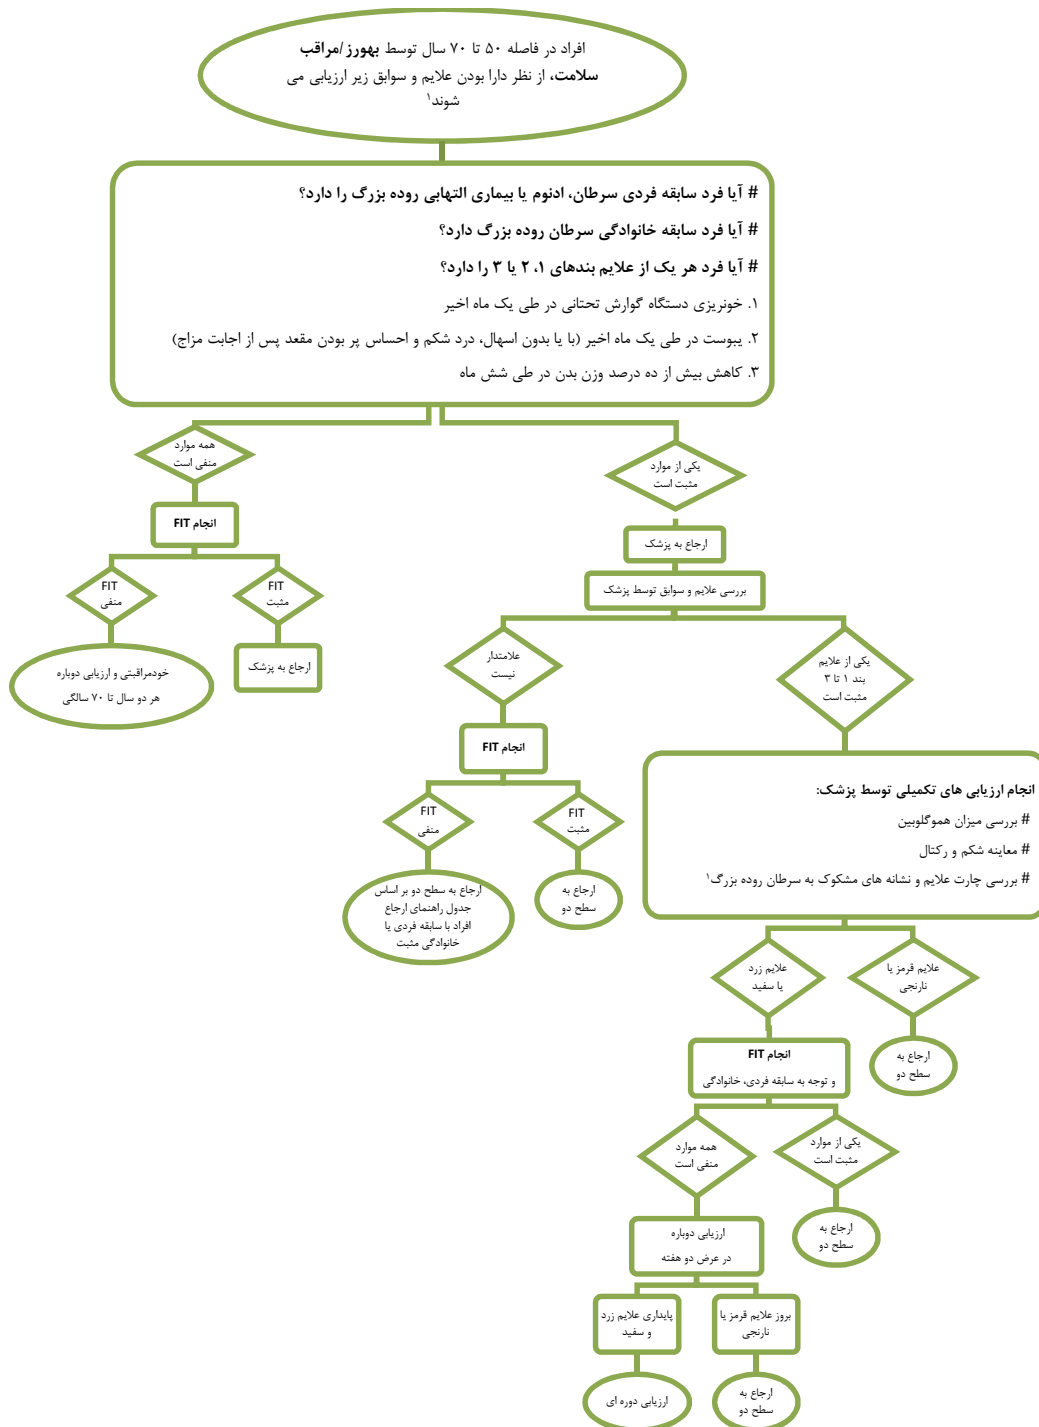 افراد در فاصله ۵۰ تا ۷۰ سال توسط بهورز/مراقب
سلامت، از نظر دارا بودن علایم و سوابق زیر ارزیابی می
شوند۱
# آیا فرد سابقه فردی سرطان، ادنوم یا بیماری التهابی روده بزرگ را دارد؟
# آیا فرد سابقه خانوادگی سرطان روده بزرگ دارد؟
# آیا فرد هر یک از علایم بندهای ۱، ۲ یا ۳ را دارد؟
۱. خونریزی دستگاه گوارش تحتانی در طی یک ماه اخیر
۲. یبوست در طی یک ماه اخیر (با یا بدون اسهال، درد شکم و احساس پر بودن مقعد پس از اجابت مزاج)
۳. کاهش بیش از ده درصد وزن بدن در طی شش ماه
یکی از موارد
مثبت است
همه موارد
منفی است
ارجاع به پزشک
بررسی علایم و سوابق توسط پزشک
انجام FIT
FIT
مثبت
FIT
منفی
ارجاع به پزشک
خودمراقبتی و ارزیابی دوباره
هر دو سال تا ۷۰ سالگی
یکی از علایم
بند ۱ تا ۳
مثبت است
علامتدار
نیست
انجام FIT
FIT
مثبت
FIT
منفی
ارجاع به
سطح دو
ارجاع به سطح دو بر اساس
جدول راهنمای ارجاع
افراد با سابقه فردی یا
خانوادگی مثبت
انجام ارزیابی های تکمیلی توسط پزشک:
# بررسی میزان هموگلوبین
# معاینه شکم و رکتال
# بررسی چارت علایم و نشانه های مشکوک به سرطان روده بزرگ۱
علایم قرمز یا
نارنجی
علایم زرد
یا سفید
ارجاع به
سطح دو
انجام FIT
و توجه به سابقه فردی، خانوادگی
یکی از موارد
مثبت است
همه موارد
منفی است
ارجاع به
سطح دو
ارزیابی دوباره
در عرض دو هفته
بروز علایم قرمز یا
نارنجی
پایداری علایم زرد
و سفید
ارجاع به
سطح دو
ارزیابی دوره ای